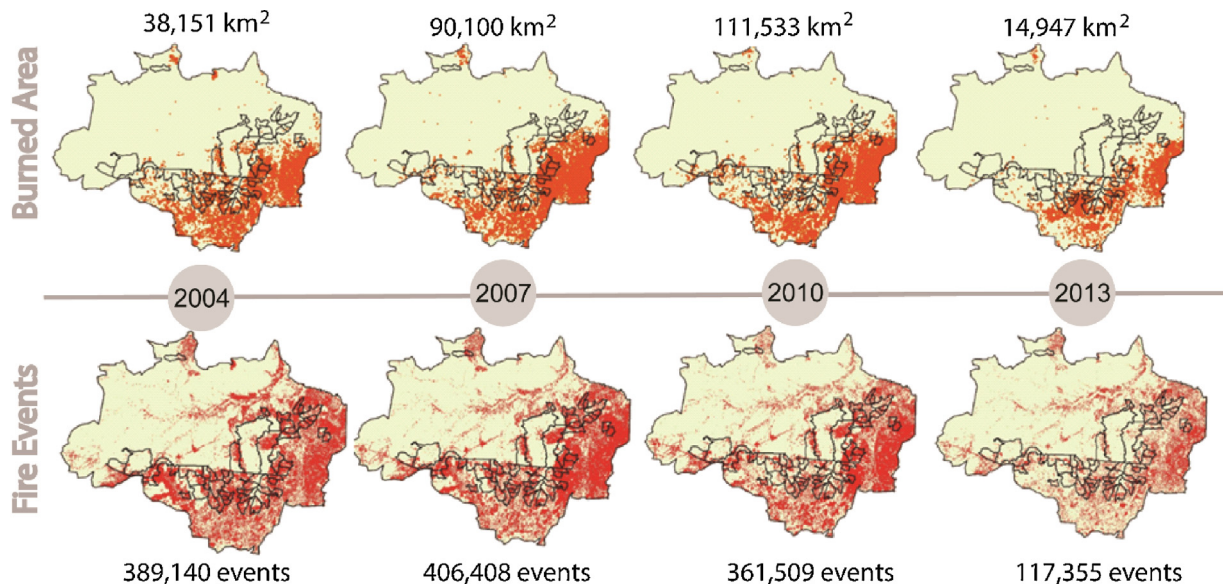 38,151 km²
90,100 km²
111,533 km²
14,947 km²
Burned Area
2004
2007
2010
2013
Fire Events
389,140 events
406,408 events
361,509 events
117,355 events